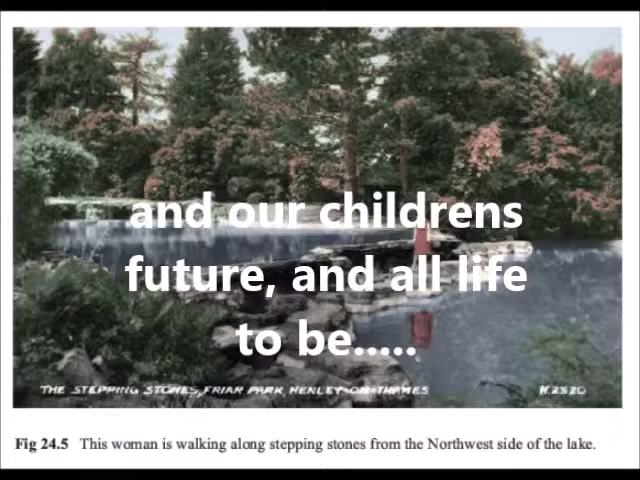 and our childrens
future, and all life
to be.....
THE STEPPING STONES, FRIAR PARK, HENLEY-ON-THAMES K 2820
Fig 24.5 This woman is walking along stepping stones from the Northwest side of the lake.